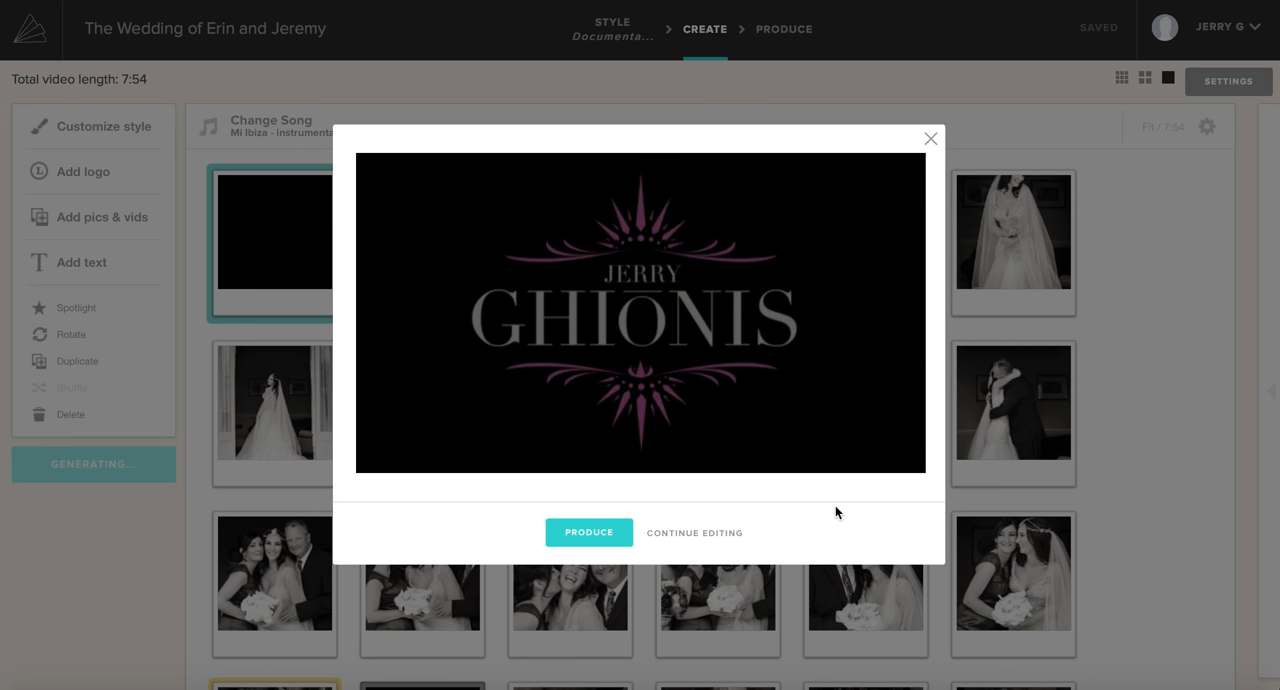 The Wedding of Erin and Jeremy
STYLE
Documenta...
CREATE
PRODUCE
SAVED
JERRY G
Total video length: 7:54
SETTINGS
Customize style
Add logo
Add pics & vids
Add text
Spotlight
Rotate
Duplicate
Shuffle
Delete
GENERATING...
Change Song
Mi Ibiza - instrumenta
Fit / 7:54
JERRY
GHIONIS
PRODUCE
CONTINUE EDITING